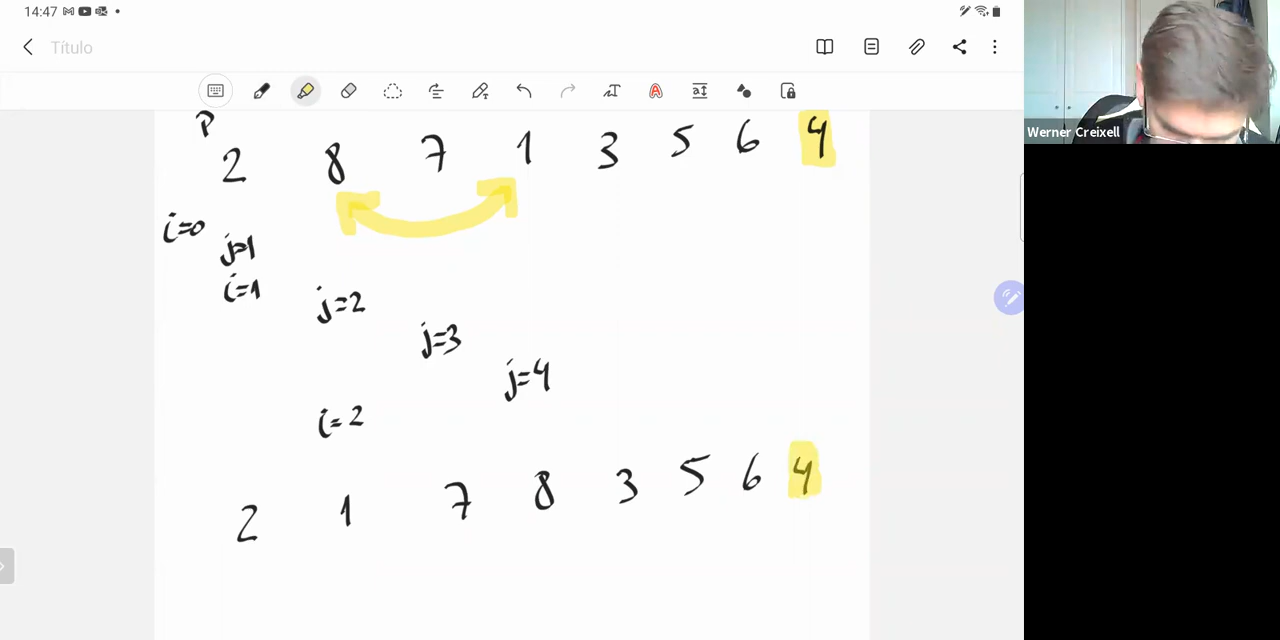 14:47
Título
P
2 8 7 1 3 5 6 4
i=0
j=1
i=1
j=2
j=3
j=4
i=2
2 1 7 8 3 5 6 4
Werner Creixell